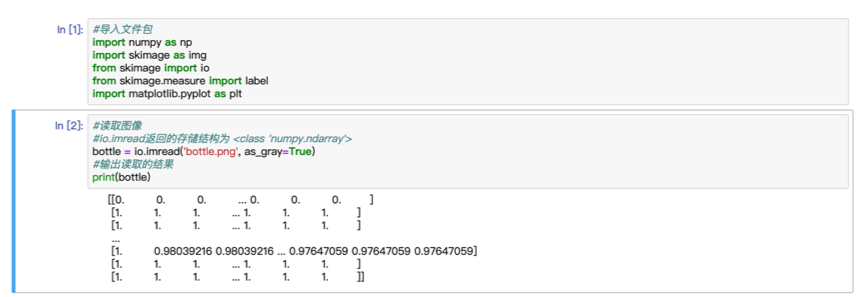 In [1]: #导入文件包
import numpy as np
import skimage as img
from skimage import io
from skimage.measure import label
import matplotlib.pyplot as plt
In [2]: #读取图像
#io.imread返回的存储结构为 <class 'numpy.ndarray'>
bottle = io.imread('bottle.png', as_gray=True)
#输出读取的结果
print(bottle)
[[0. 0. 0. ... 0. 0. 0. ]
[1. 1. 1. ... 1. 1. 1. ]
[1. 1. 1. ... 1. 1. 1. ]
...
[1. 0.98039216 0.98039216 ... 0.97647059 0.97647059 0.97647059]
[1. 1. 1. ... 1. 1. 1. ]
[1. 1. 1. ... 1. 1. 1. ]]